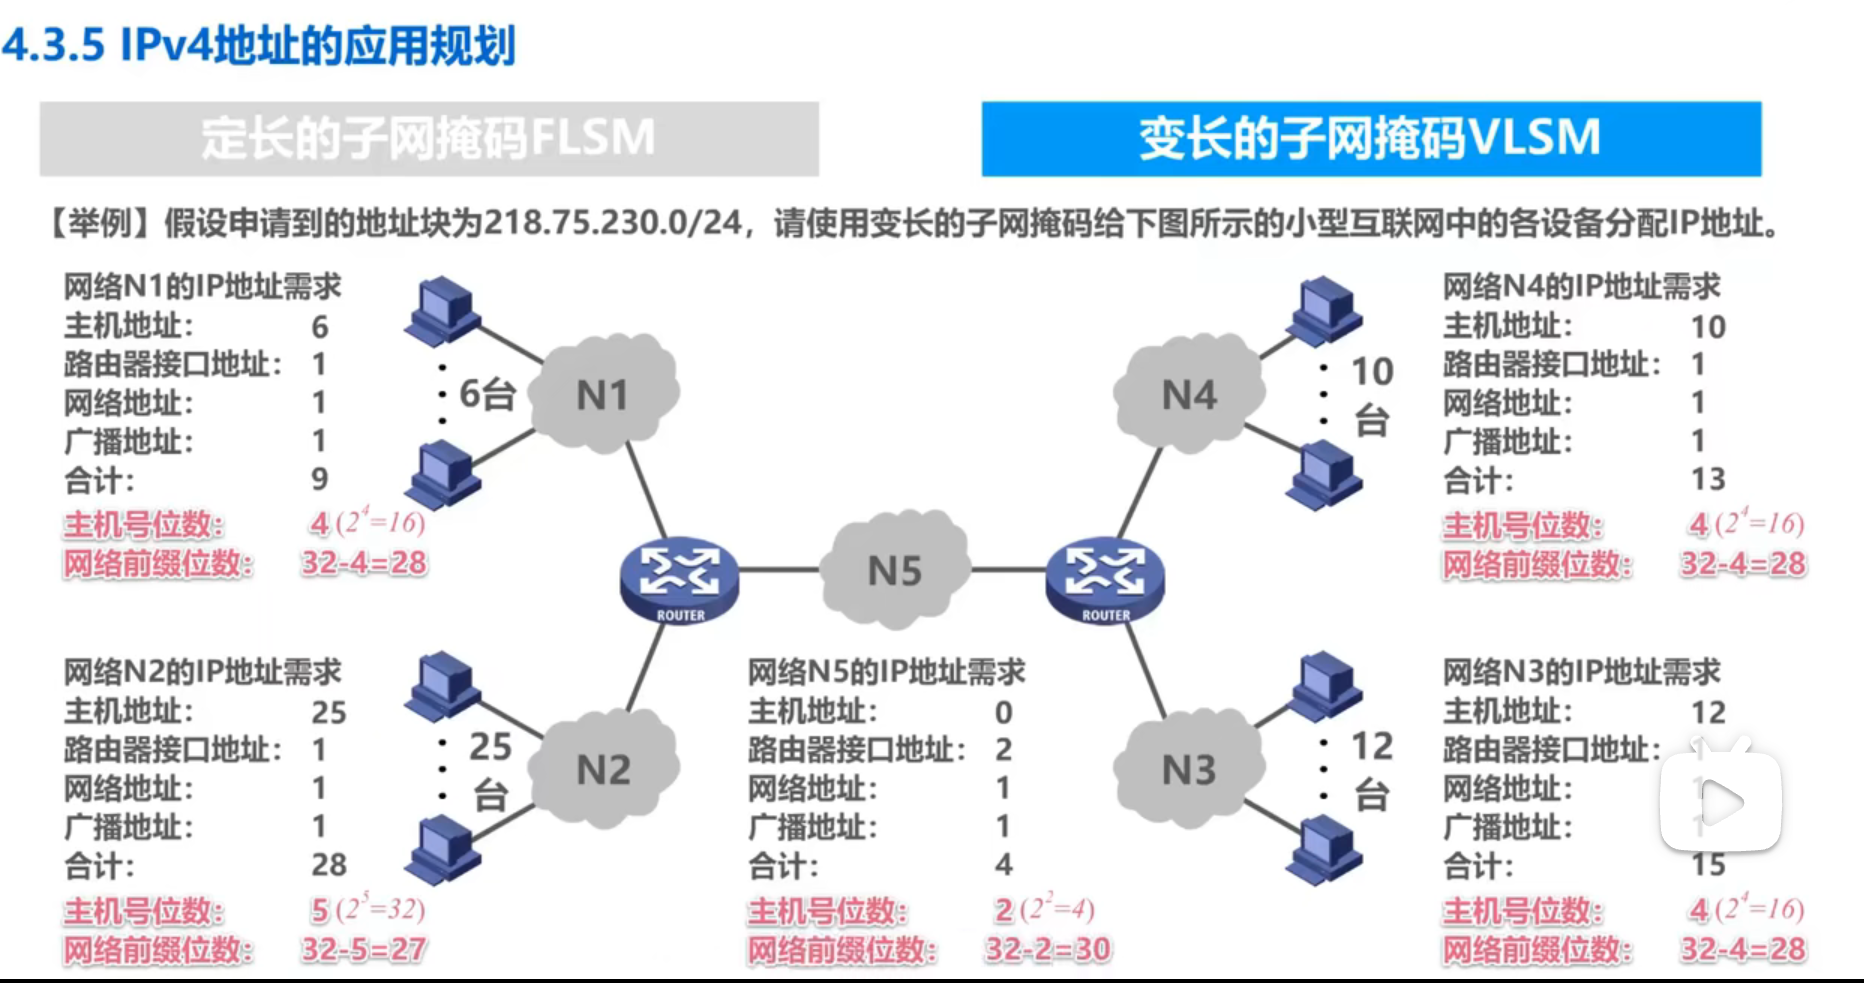 4.3.5 IPv4地址的应用规划
定长的子网掩码FLSM
变长的子网掩码VLSM
【举例】假设申请到的地址块为218.75.230.0/24，请使用变长的子网掩码给下图所示的小型互联网中的各设备分配IP地址。
网络N1的IP地址需求
主机地址： 6
路由器接口地址： 1
网络地址： 1
广播地址： 1
合计： 9
主机号位数： 4 (2^4=16)
网络前缀位数： 32-4=28
6台
N1
N4
10
台
网络N4的IP地址需求
主机地址： 10
路由器接口地址： 1
网络地址： 1
广播地址： 1
合计： 13
主机号位数： 4 (2^4=16)
网络前缀位数： 32-4=28
ROUTER
N5
ROUTER
网络N2的IP地址需求
主机地址： 25
路由器接口地址： 1
网络地址： 1
广播地址： 1
合计： 28
主机号位数： 5 (2^5=32)
网络前缀位数： 32-5=27
25
台
N2
网络N5的IP地址需求
主机地址： 0
路由器接口地址： 2
网络地址： 1
广播地址： 1
合计： 4
主机号位数： 2 (2^2=4)
网络前缀位数： 32-2=30
N3
12
台
网络N3的IP地址需求
主机地址： 12
路由器接口地址： 1
网络地址： 1
广播地址： 1
合计： 15
主机号位数： 4 (2^4=16)
网络前缀位数： 32-4=28